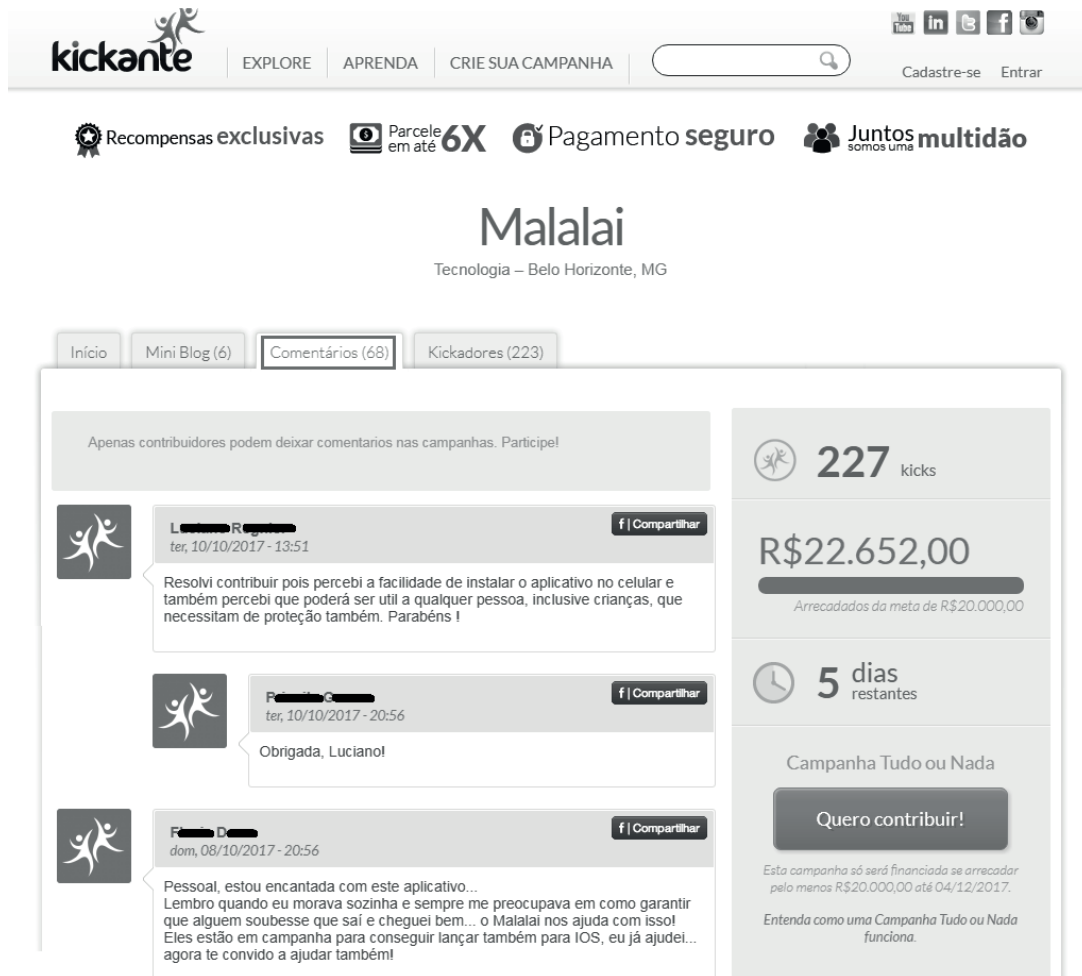 You Tube in f
kickante
EXPLORE APRENDA CRIE SUA CAMPANHA
Cadastre-se Entrar
Recompensas exclusivas
Parcele em até 6X
Pagamento seguro
Juntos somos uma multidão
Malalai
Tecnologia – Belo Horizonte, MG
Início Mini Blog (6) Comentários (68) Kickadores (223)
Apenas contribuidores podem deixar comentarios nas campanhas. Participe!
f | Compartilhar
ter, 10/10/2017 - 13:51
Resolvi contribuir pois percebi a facilidade de instalar o aplicativo no celular e
também percebi que poderá ser util a qualquer pessoa, inclusive crianças, que
necessitam de proteção também. Parabéns !
f | Compartilhar
ter, 10/10/2017 - 20:56
Obrigada, Luciano!
f | Compartilhar
dom, 08/10/2017 - 20:56
Pessoal, estou encantada com este aplicativo...
Lembro quando eu morava sozinha e sempre me preocupava em como garantir
que alguem soubesse que saí e cheguei bem... o Malalai nos ajuda com isso!
Eles estão em campanha para conseguir lançar também para IOS, eu já ajudei...
agora te convido a ajudar também!
227 kicks
R$22.652,00
Arrecadados da meta de R$20.000,00
5 dias
restantes
Campanha Tudo ou Nada
Quero contribuir!
Esta campanha só será financiada se arrecadar
pelo menos R$20.000,00 até 04/12/2017.
Entenda como uma Campanha Tudo ou Nada
funciona.